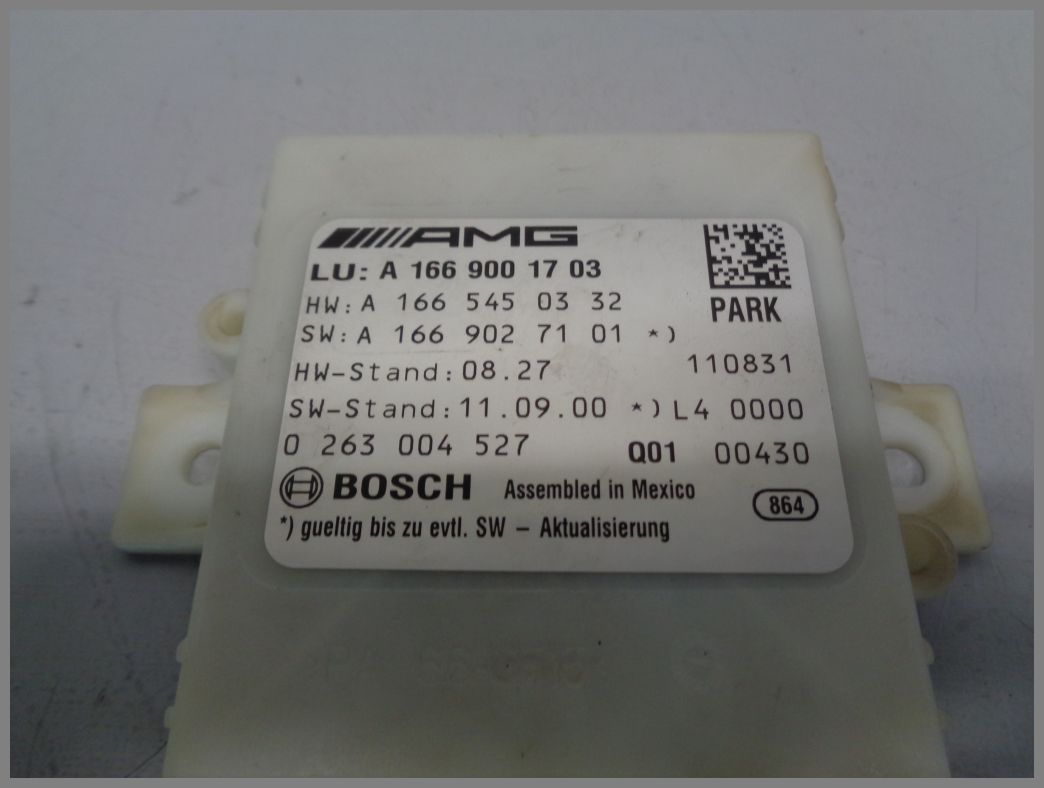 AMG
LU: A 166 900 17 03
HW: A 166 545 03 32
PARK
SW: A 166 902 71 01 *)
HW-Stand: 08.27 110831
SW-Stand: 11.09.00 *) L4 0000
0 263 004 527 Q01 00430
BOSCH Assembled in Mexico 864
*) gueltig bis zu evtl. SW – Aktualisierung